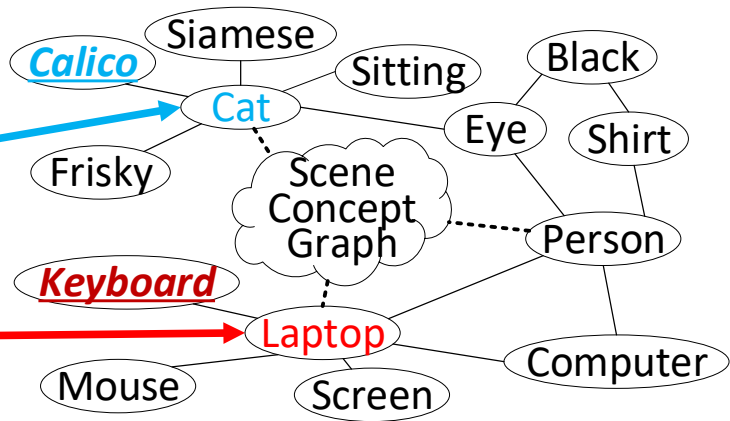 Siamese
Calico
Black
Sitting
Cat
Eye
Shirt
Frisky
Scene
Concept
Graph
Person
Keyboard
Laptop
Computer
Mouse
Screen